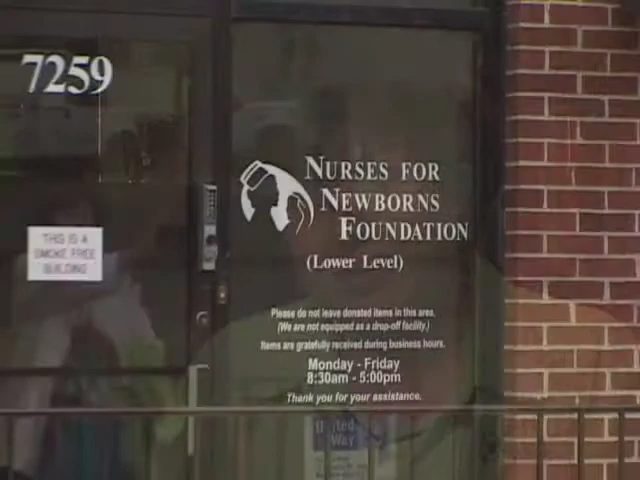 7259
THIS IS A
SMOKE FREE
BUILDING
NURSES FOR
NEWBORNS
FOUNDATION
(Lower Level)
Please do not leave donated items in this area.
(We are not equipped as a drop-off facility.)
Items are gratefully received during business hours.
Monday - Friday
8:30am - 5:00pm
Thank you for your assistance.
United
Way